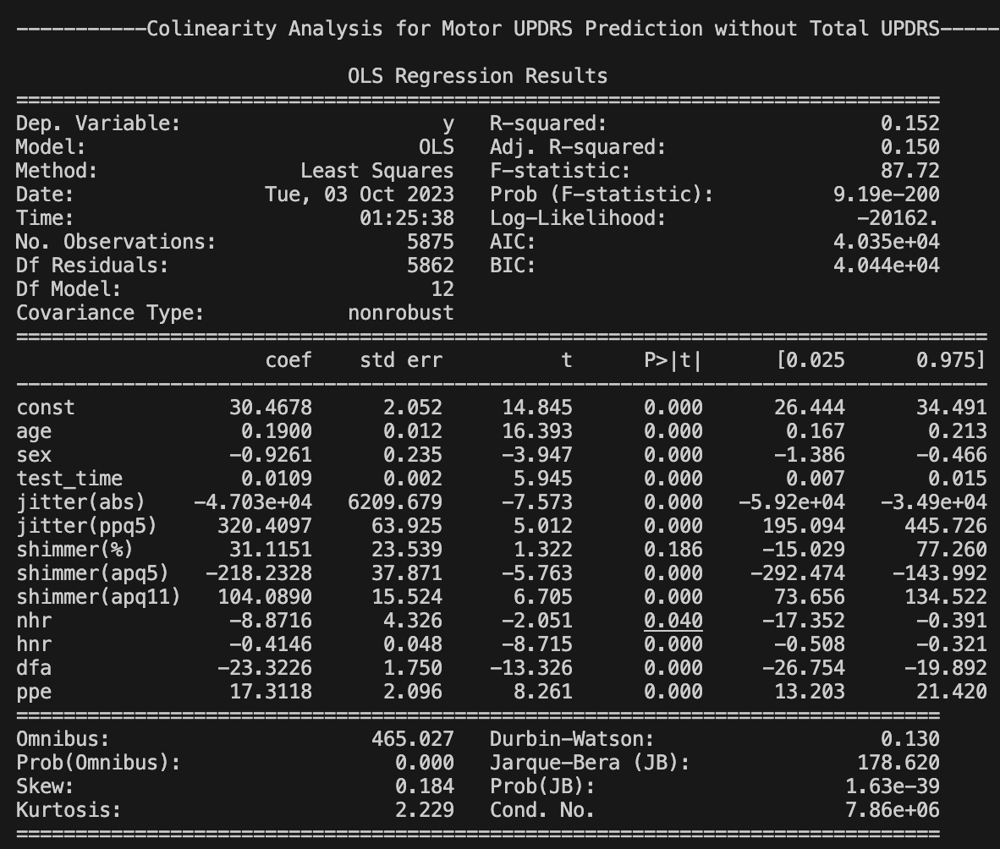 -----------Colinearity Analysis for Motor UPDRS Prediction without Total UPDRS-----
                            OLS Regression Results
==============================================================================
Dep. Variable:                      y   R-squared:                       0.152
Model:                            OLS   Adj. R-squared:                  0.150
Method:                 Least Squares   F-statistic:                     87.72
Date:                Tue, 03 Oct 2023   Prob (F-statistic):          9.19e-200
Time:                        01:25:38   Log-Likelihood:                -20162.
No. Observations:                5875   AIC:                         4.035e+04
Df Residuals:                    5862   BIC:                         4.044e+04
Df Model:                          12
Covariance Type:            nonrobust
==================================================================================
                     coef    std err          t      P>|t|      [0.025      0.975]
----------------------------------------------------------------------------------
const             30.4678      2.052     14.845      0.000      26.444      34.491
age                0.1900      0.012     16.393      0.000       0.167       0.213
sex               -0.9261      0.235     -3.947      0.000      -1.386      -0.466
test_time          0.0109      0.002      5.945      0.000       0.007       0.015
jitter(abs)    -4.703e+04   6209.679     -7.573      0.000   -5.92e+04   -3.49e+04
jitter(ppq5)     320.4097     63.925      5.012      0.000     195.094     445.726
shimmer(%)        31.1151     23.539      1.322      0.186     -15.029      77.260
shimmer(apq5)   -218.2328     37.871     -5.763      0.000    -292.474    -143.992
shimmer(apq11)   104.0890     15.524      6.705      0.000      73.656     134.522
nhr               -8.8716      4.326     -2.051      0.040     -17.352      -0.391
hnr               -0.4146      0.048     -8.715      0.000      -0.508      -0.321
dfa              -23.3226      1.750    -13.326      0.000     -26.754     -19.892
ppe               17.3118      2.096      8.261      0.000      13.203      21.420
==============================================================================
Omnibus:                      465.027   Durbin-Watson:                   0.130
Prob(Omnibus):                  0.000   Jarque-Bera (JB):              178.620
Skew:                           0.184   Prob(JB):                     1.63e-39
Kurtosis:                       2.229   Cond. No.                     7.86e+06
==============================================================================